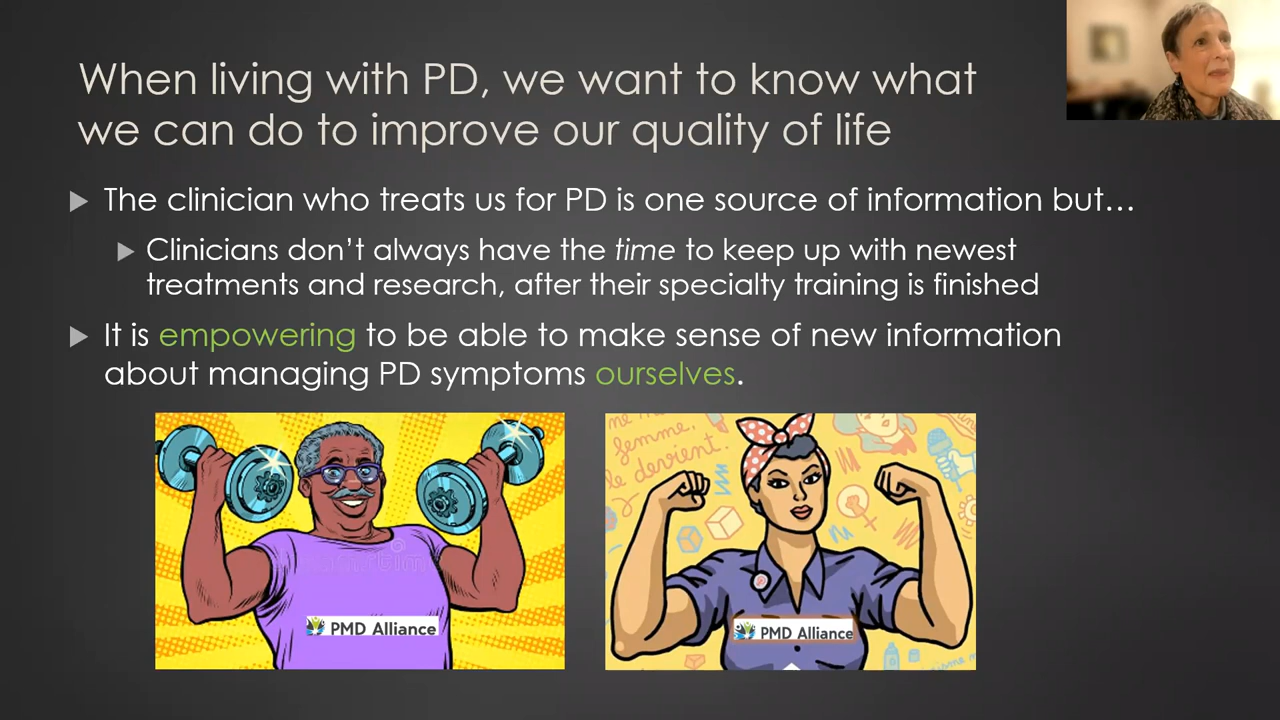 When living with PD, we want to know what
we can do to improve our quality of life
The clinician who treats us for PD is one source of information but…
Clinicians don’t always have the time to keep up with newest
treatments and research, after their specialty training is finished
It is empowering to be able to make sense of new information
about managing PD symptoms ourselves.
PMD Alliance
femme,
devient!
PMD Alliance